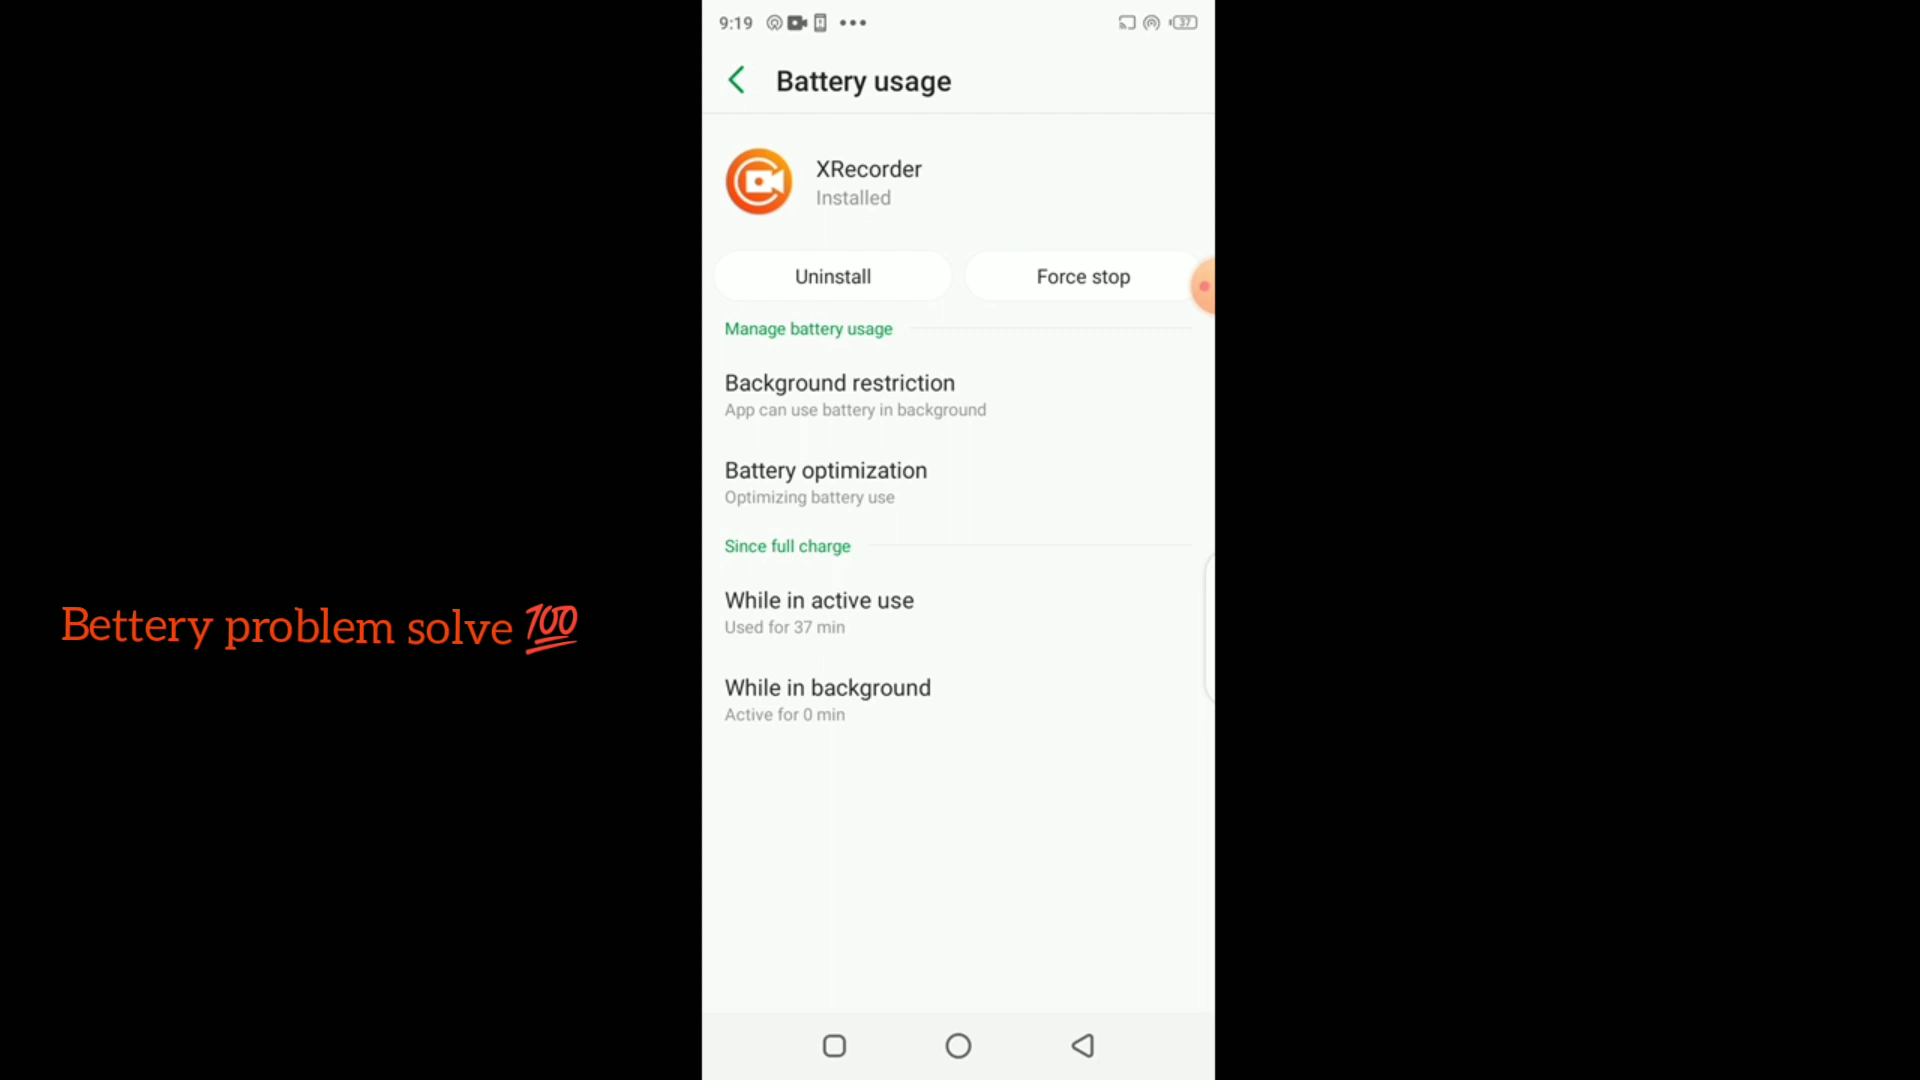 9:19
37
Battery usage
XRecorder
Installed
Uninstall
Force stop
Manage battery usage
Background restriction
App can use battery in background
Battery optimization
Optimizing battery use
Since full charge
While in active use
Used for 37 min
While in background
Active for 0 min
Bettery problem solve 💯